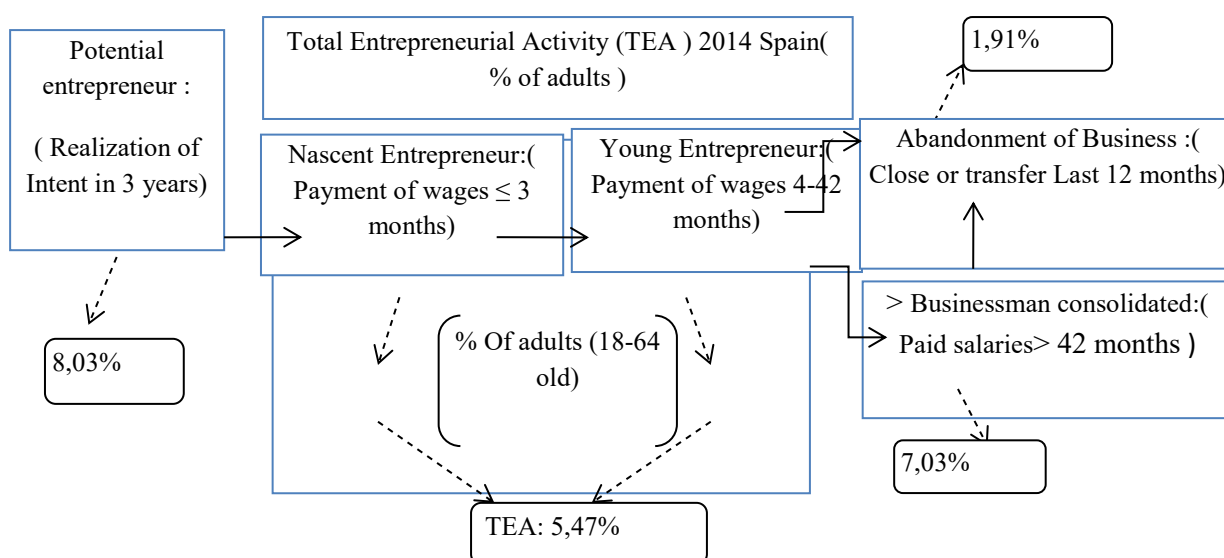 Potential
entrepreneur :
( Realization of
Intent in 3 years)
8,03%
Total Entrepreneurial Activity (TEA ) 2014 Spain(
% of adults )
Nascent Entrepreneur:(
Payment of wages ≤ 3
months)
Young Entrepreneur:(
Payment of wages 4-42
months)
% Of adults (18-64
old)
TEA: 5,47%
1,91%
Abandonment of Business :(
Close or transfer Last 12 months)
> Businessman consolidated:(
Paid salaries> 42 months )
7,03%